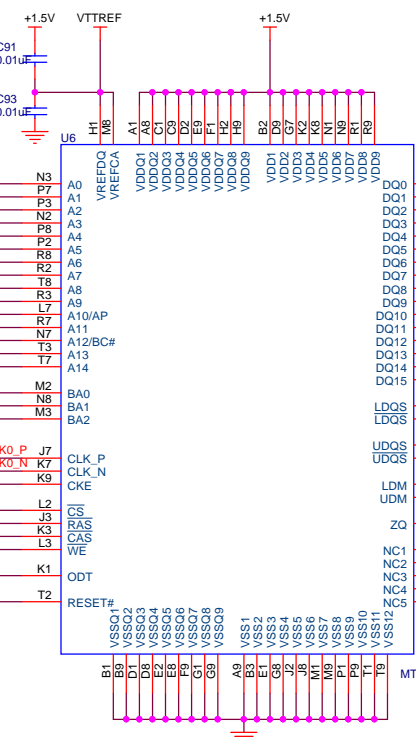 +1.5V VTTREF +1.5V
C91
0.01uF
C93
0.01uF
U6
H1 M8 A1 A8 C1 C9 D2 E9 F1 H2 H9 B2 D9 G7 K2 K8 N1 N9 R1 R9
VREFDQ VREFCA VDDQ1 VDDQ2 VDDQ3 VDDQ4 VDDQ5 VDDQ6 VDDQ7 VDDQ8 VDDQ9 VDD1 VDD2 VDD3 VDD4 VDD5 VDD6 VDD7 VDD8 VDD9
N3 A0 DQ0
P7 A1 DQ1
P3 A2 DQ2
N2 A3 DQ3
P8 A4 DQ4
P2 A5 DQ5
R8 A6 DQ6
R2 A7 DQ7
T8 A8 DQ8
R3 A9 DQ9
L7 A10/AP DQ10
R7 A11 DQ11
N7 A12/BC# DQ12
T3 A13 DQ13
T7 A14 DQ14
DQ15
M2 BA0
N8 BA1 LDQS
M3 BA2 LDQS
UDQS
K0_P J7 CLK_P UDQS
K0_N K7 CLK_N
K9 CKE LDM
UDM
L2 CS
J3 RAS ZQ
K3 CAS
L3 WE NC1
NC2
K1 ODT NC3
NC4
T2 RESET# NC5
VSSQ1 VSSQ2 VSSQ3 VSSQ4 VSSQ5 VSSQ6 VSSQ7 VSSQ8 VSSQ9 VSS1 VSS2 VSS3 VSS4 VSS5 VSS6 VSS7 VSS8 VSS9 VSS10 VSS11 VSS12
B1 B9 D1 D8 E2 E8 F9 G1 G9 A9 B3 E1 G8 J2 J8 M1 M9 P1 P9 T1 T9
MT